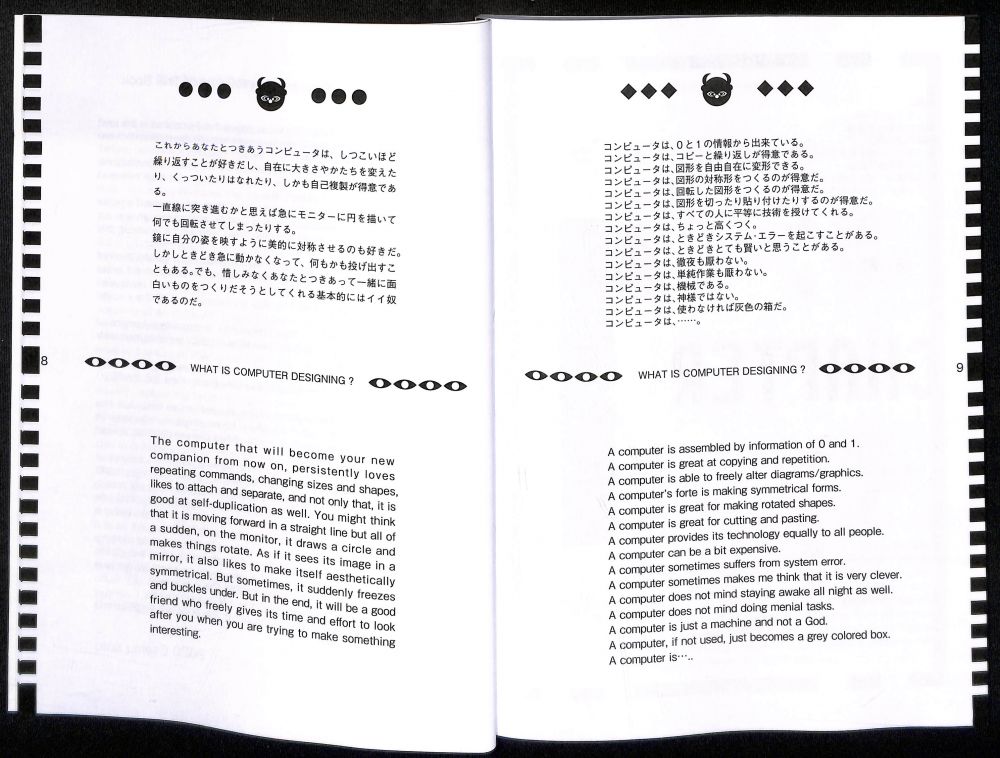 これからあなたとつきあうコンピュータは、しつこいほど
繰り返すことが好きだし、自在に大きさやかたちを変えた
り、くっついたりはなれたり、しかも自己複製が得意であ
る。
一直線に突き進むかと思えば急にモニターに円を描いて
何でも回転させてしまったりする。
鏡に自分の姿を映すように美的に対称させるのも好きだ。
しかしときどき急に動かなくなって、何もかも投げ出すこ
ともある。でも、惜しみなくあなたとつきあって一緒に面
白いものをつくりだそうとしてくれる基本的にはイイ奴
であるのだ。
8
WHAT IS COMPUTER DESIGNING ?
The computer that will become your new
companion from now on, persistently loves
repeating commands, changing sizes and shapes,
likes to attach and separate, and not only that, it is
good at self-duplication as well. You might think
that it is moving forward in a straight line but all of
a sudden, on the monitor, it draws a circle and
makes things rotate. As if it sees its image in a
mirror, it also likes to make itself aesthetically
symmetrical. But sometimes, it suddenly freezes
and buckles under. But in the end, it will be a good
friend who freely gives its time and effort to look
after you when you are trying to make something
interesting.
コンピュータは、0と1の情報から出来ている。
コンピュータは、コピーと繰り返しが得意である。
コンピュータは、図形を自由自在に変形できる。
コンピュータは、図形の対称形をつくるのが得意だ。
コンピュータは、回転した図形をつくるのが得意だ。
コンピュータは、図形を切ったり貼り付けたりするのが得意だ。
コンピュータは、すべての人に平等に技術を授けてくれる。
コンピュータは、ちょっと高くつく。
コンピュータは、ときどきシステム・エラーを起こすことがある。
コンピュータは、ときどきとても賢いと思うことがある。
コンピュータは、徹夜も厭わない。
コンピュータは、単純作業も厭わない。
コンピュータは、機械である。
コンピュータは、神様ではない。
コンピュータは、使わなければ灰色の箱だ。
コンピュータは、……。
WHAT IS COMPUTER DESIGNING ?
9
A computer is assembled by information of 0 and 1.
A computer is great at copying and repetition.
A computer is able to freely alter diagrams/graphics.
A computer's forte is making symmetrical forms.
A computer is great for making rotated shapes.
A computer is great for cutting and pasting.
A computer provides its technology equally to all people.
A computer can be a bit expensive.
A computer sometimes suffers from system error.
A computer sometimes makes me think that it is very clever.
A computer does not mind staying awake all night as well.
A computer does not mind doing menial tasks.
A computer is just a machine and not a God.
A computer, if not used, just becomes a grey colored box.
A computer is…..